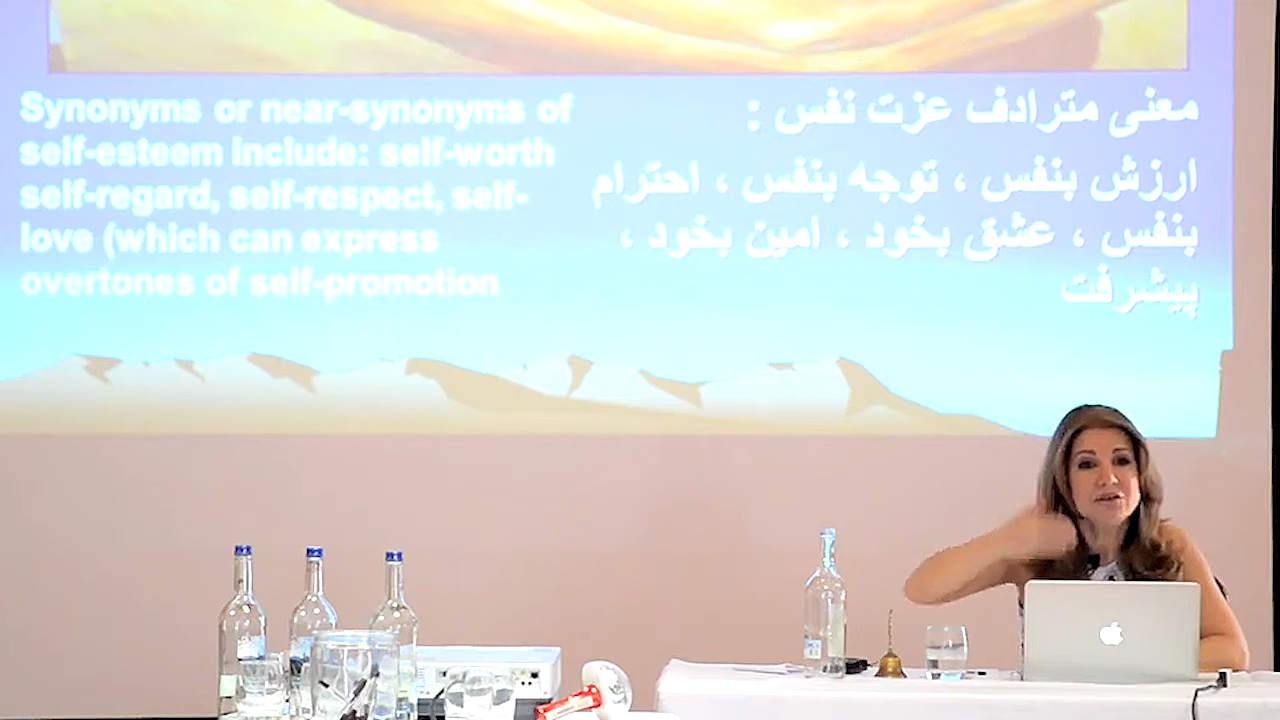 Synonyms or near-synonyms of
self-esteem include: self-worth
self-regard, self-respect, self-
love (which can express
overtones of self-promotion
معنی مترادف عزت نفس :
ارزش بنفس ، توجه بنفس ، احترام
بنفس ، عشق بخود ، امین بخود ،
پیشرفت